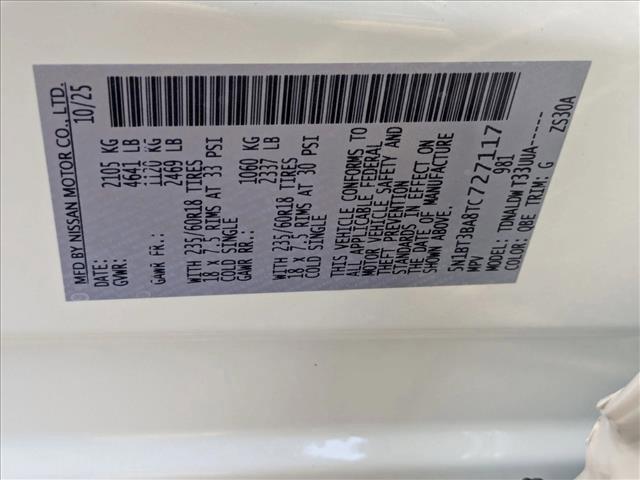 MFD BY NISSAN MOTOR CO., LTD.
10/25
GVWR: 2105 KG
4641 LB
GAWR FR.: 1120 KG
2469 LB
WITH 235/60R18 TIRES
18 X 7.5 RIMS AT 33 PSI
COLD SINGLE
GAWR RR.: 1060 KG
2337 LB
WITH 235/60R18 TIRES
18 X 7.5 RIMS AT 30 PSI
COLD SINGLE
THIS VEHICLE CONFORMS TO
ALL APPLICABLE FEDERAL
MOTOR VEHICLE SAFETY AND
THEFT PREVENTION
STANDARDS IN EFFECT ON
THE DATE OF MANUFACTURE
SHOWN ABOVE.
5N1BT3BA8TC727117
MPV 981
MODEL: TDNALDWT33UUA------
COLOR: QBE TRIM: G ZS30A